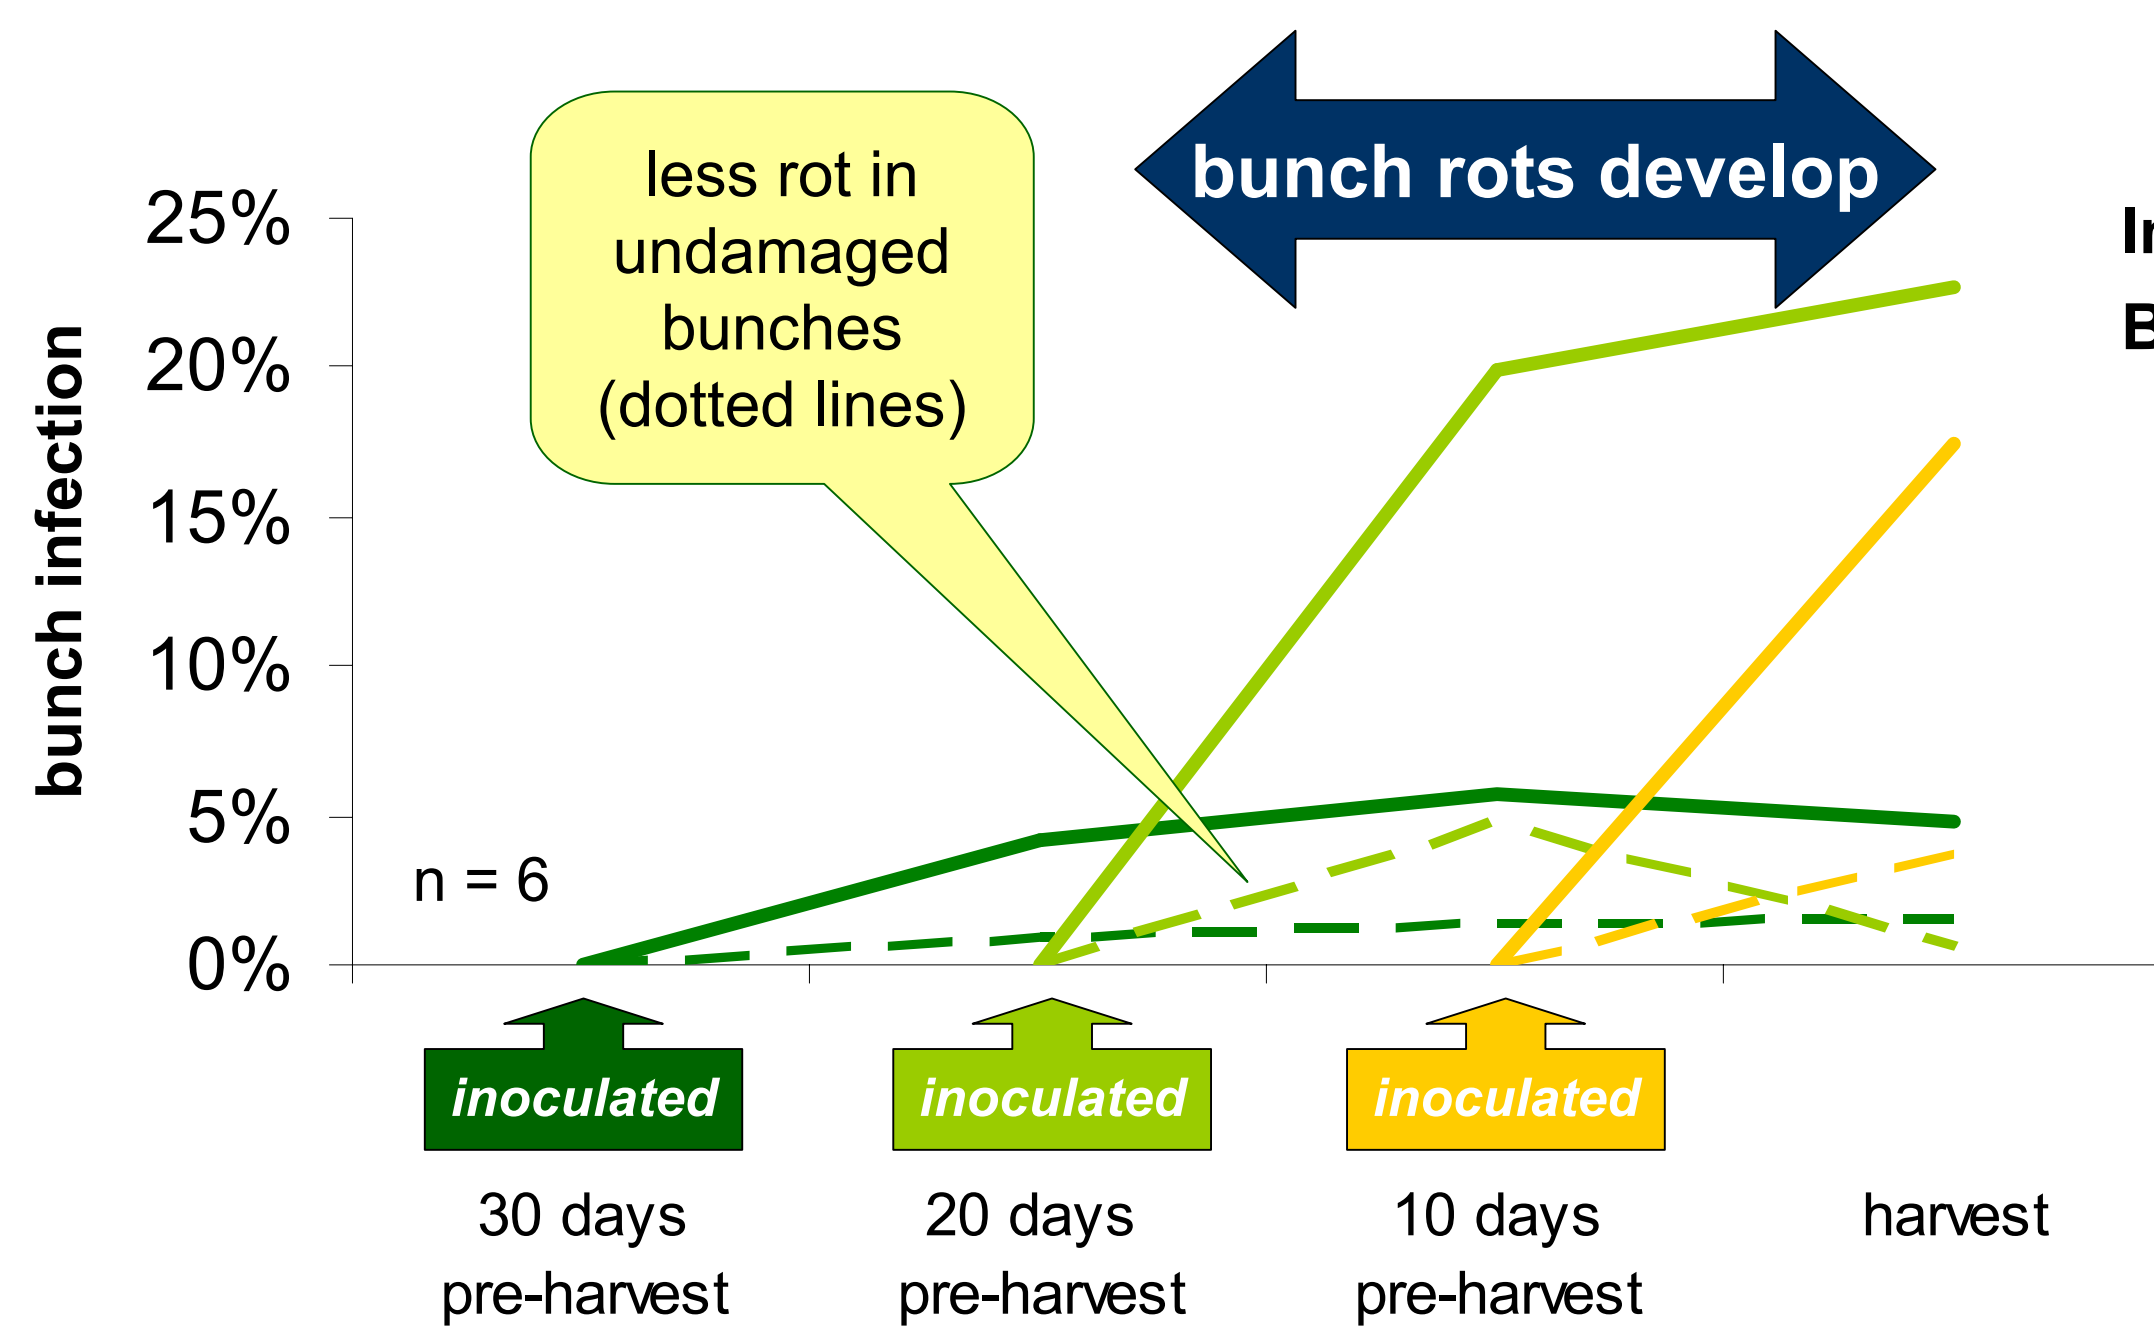 less rot in
undamaged
bunches
(dotted lines)
bunch rots develop
25%
20%
15%
10%
5%
0%
bunch infection
n = 6
inoculated
inoculated
inoculated
30 days
pre-harvest
20 days
pre-harvest
10 days
pre-harvest
harvest